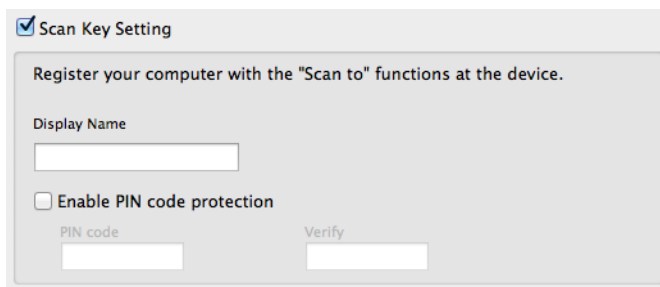 Scan Key Setting
Register your computer with the "Scan to" functions at the device.
Display Name
Enable PIN code protection
PIN code Verify